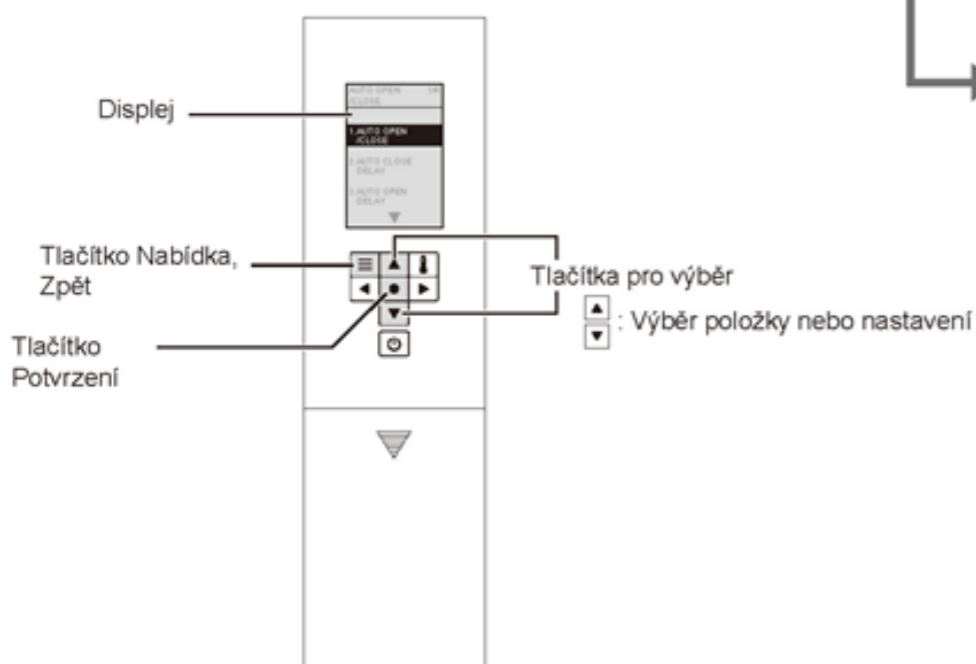 Displej
AUTO OPEN
/CLOSE
1.AUTO OPEN
/CLOSE
2.AUTO CLOSE
DELAY
3.AUTO OPEN
DELAY
Tlačítko Nabídka,
Zpět
Tlačítka pro výběr
: Výběr položky nebo nastavení
Tlačítko
Potvrzení